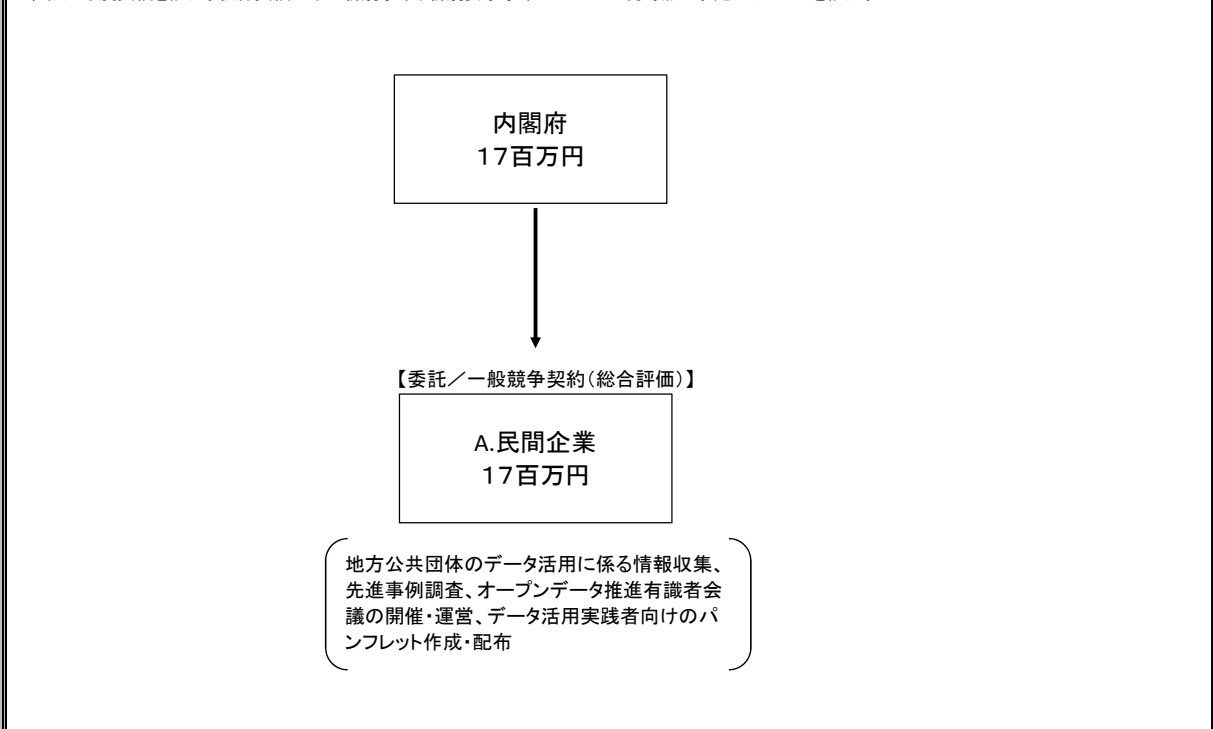 内閣府
17百万円
【委託／一般競争契約（総合評価）】
A.民間企業
17百万円
地方公共団体のデータ活用に係る情報収集、
先進事例調査、オープンデータ推進有識者会
議の開催・運営、データ活用実践者向けのパ
ンフレット作成・配布